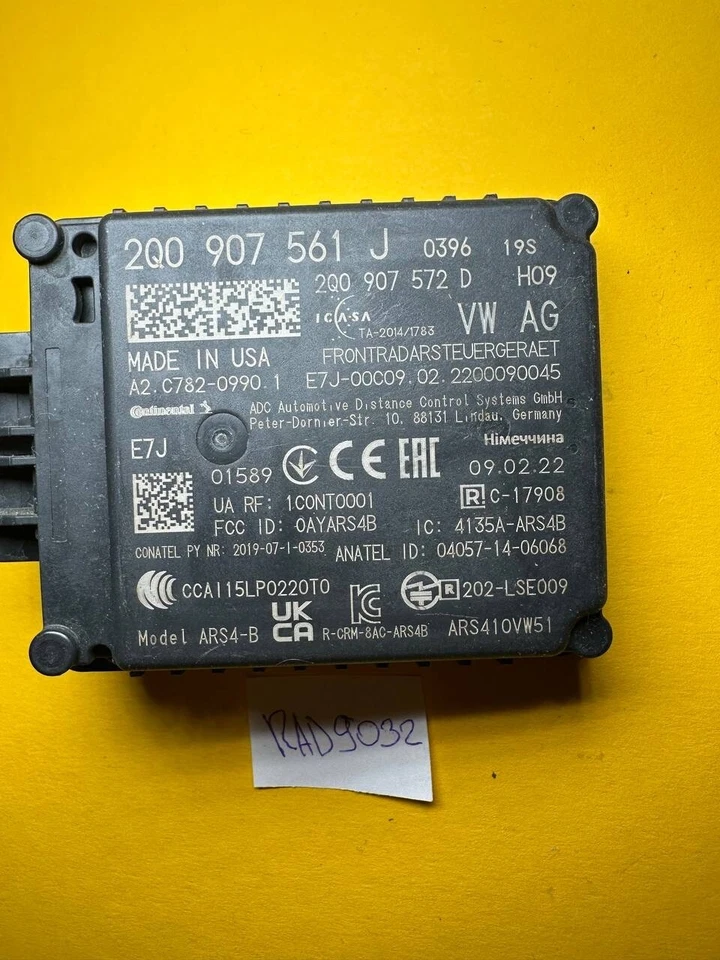 2Q0 907 561 J 0396 19S
2Q0 907 572 D H09
ICASA TA-2014/1783 VW AG
MADE IN USA FRONTRADARSTEUERGERAET
A2.C782-0990.1 E7J-00C09.02.2200090045
Continental ADC Automotive Distance Control Systems GmbH
Peter-Dornier-Str. 10, 88131 Lindau, Germany
E7J Німеччина
01589 CE EAC 09.02.22
UA RF: 1CONT0001 R C-17908
FCC ID: OAYARS4B IC: 4135A-ARS4B
CONATEL PY NR: 2019-07-I-0353 ANATEL ID: 04057-14-06068
CCAI15LP0220T0 UKCA KC R 202-LSE009
Model ARS4-B R-CRM-8AC-ARS4B ARS410VW51
RAD9032